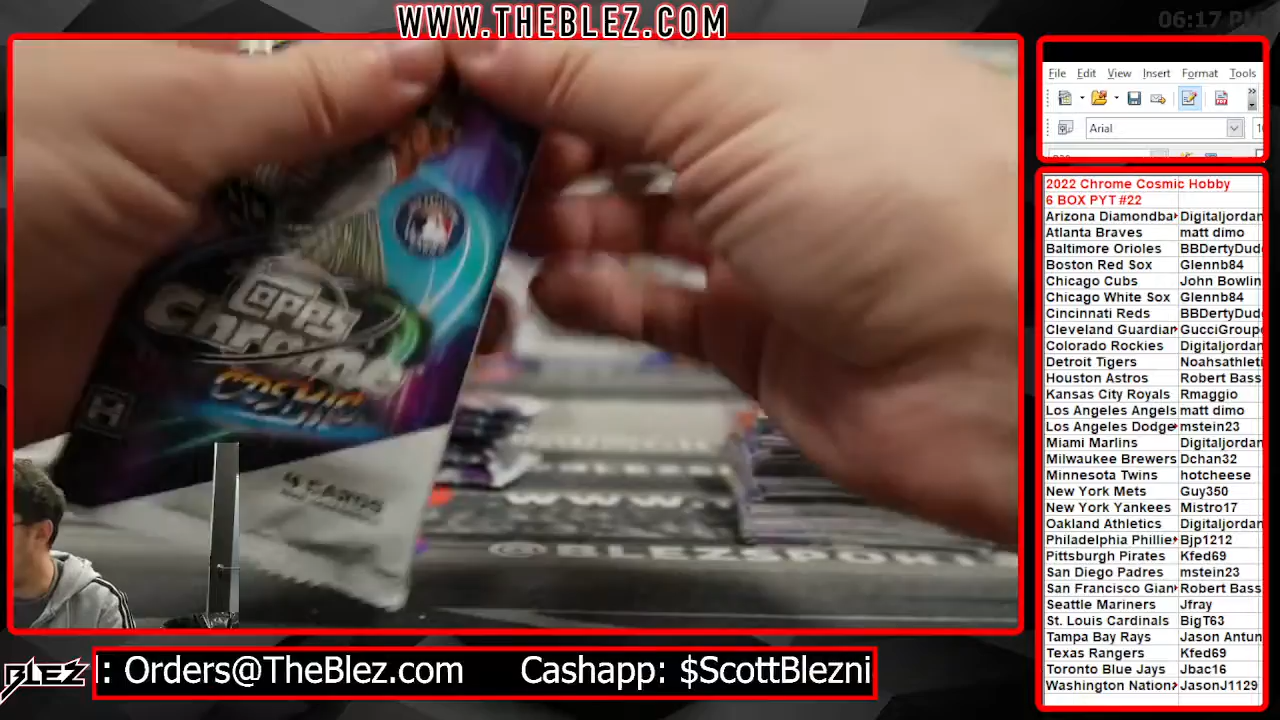 WWW.THEBLEZ.COM
06:17 P
File Edit View Insert Format Tools
Arial
2022 Chrome Cosmic Hobby
6 BOX PYT #22
Arizona Diamondba Digitaljordan
Atlanta Braves matt dimo
Baltimore Orioles BBDertyDude
Boston Red Sox Glennb84
Chicago Cubs John Bowlin
Chicago White Sox Glennb84
Cincinnati Reds BBDertyDude
Cleveland Guardian GucciGroupe
Colorado Rockies Digitaljordan
Detroit Tigers Noahsathleti
Houston Astros Robert Bass
Kansas City Royals Rmaggio
Los Angeles Angels matt dimo
Los Angeles Dodge mstein23
Miami Marlins Digitaljordan
Milwaukee Brewers Dchan32
Minnesota Twins hotcheese
New York Mets Guy350
New York Yankees Mistro17
Oakland Athletics Digitaljordan
Philadelphia Phillie Bjp1212
Pittsburgh Pirates Kfed69
San Diego Padres mstein23
San Francisco Gian Robert Bass
Seattle Mariners Jfray
St. Louis Cardinals BigT63
Tampa Bay Rays Jason Antun
Texas Rangers Kfed69
Toronto Blue Jays Jbac16
Washington Nation JasonJ1129
Topps
Chrome
Cosmic
H
4 CARDS
WWW.
@BLEZSPO
BLEZ
: Orders@TheBlez.com Cashapp: $ScottBlezni